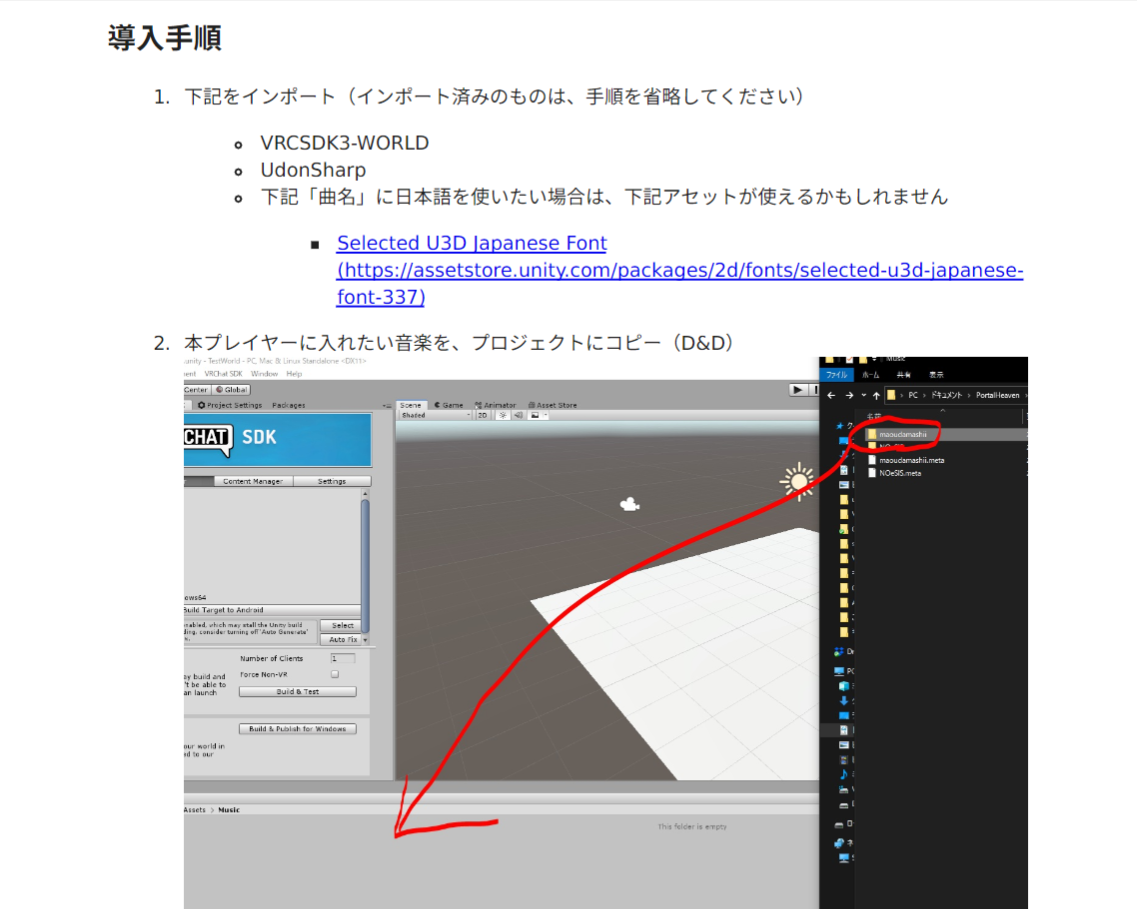 導入手順
1. 下記をインポート（インポート済みのものは、手順を省略してください）
VRCSDK3-WORLD
UdonSharp
下記「曲名」に日本語を使いたい場合は、下記アセットが使えるかもしれません
Selected U3D Japanese Font
(https://assetstore.unity.com/packages/2d/fonts/selected-u3d-japanese-
font-337)
2. 本プレイヤーに入れたい音楽を、プロジェクトにコピー（D&D）
unity - TestWorld - PC, Mac & Linux Standalone <DX11>
VRChat SDK Window Help
Center Global
Project Settings Packages
Scene Game Animator Asset Store
Shaded 2D
CHAT SDK
Content Manager Settings
ows64
Build Target to Android
nabled, which may stall the Unity build
ding, consider turning off 'Auto Generate'
Select
Auto Fix
Number of Clients 1
Force Non-VR
ay build and
't be able to
an launch
Build & Test
Build & Publish for Windows
our world in
ed to our
Assets > Music
This folder is empty
Music
ファイル ホーム 共有 表示
PC > ドキュメント > PortalHeaven >
名前
maoudamashii
maoudamashii.meta
NOeSIS.meta